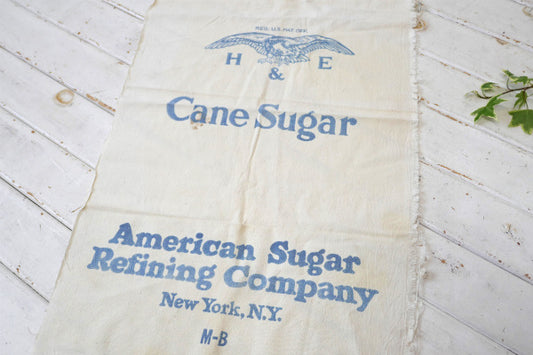 REG. U.S. PAT. OFF.
H & E
Cane Sugar
American Sugar
Refining Company
New York, N.Y.
M-B